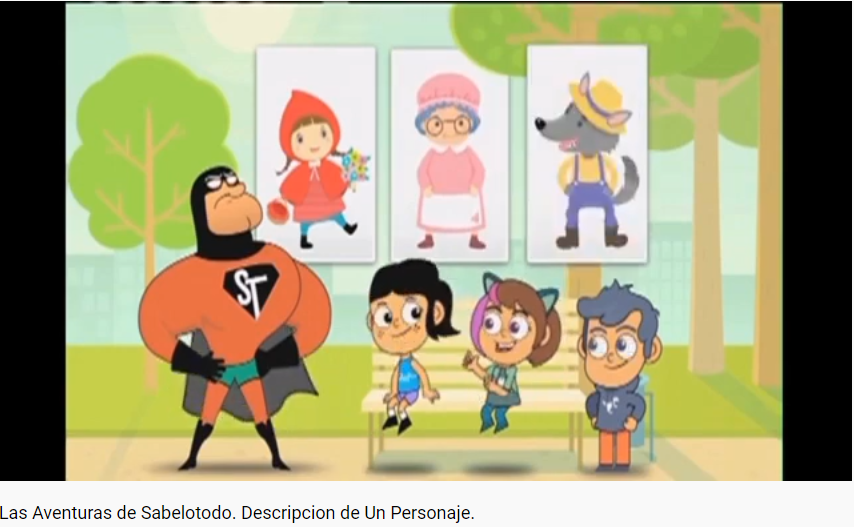 ST
Las Aventuras de Sabelotodo. Descripcion de Un Personaje.